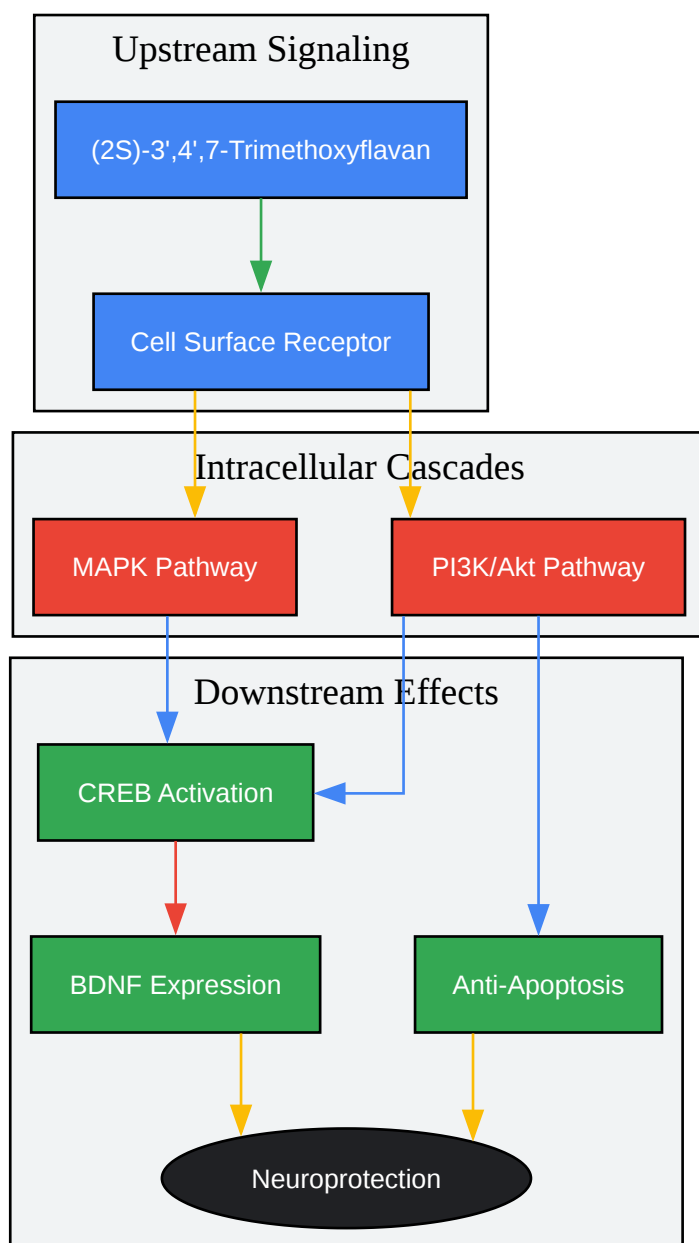 Upstream Signaling
(2S)-3',4',7-Trimethoxyflavan
Cell Surface Receptor
Intracellular Cascades
MAPK Pathway
PI3K/Akt Pathway
Downstream Effects
CREB Activation
BDNF Expression
Anti-Apoptosis
Neuroprotection